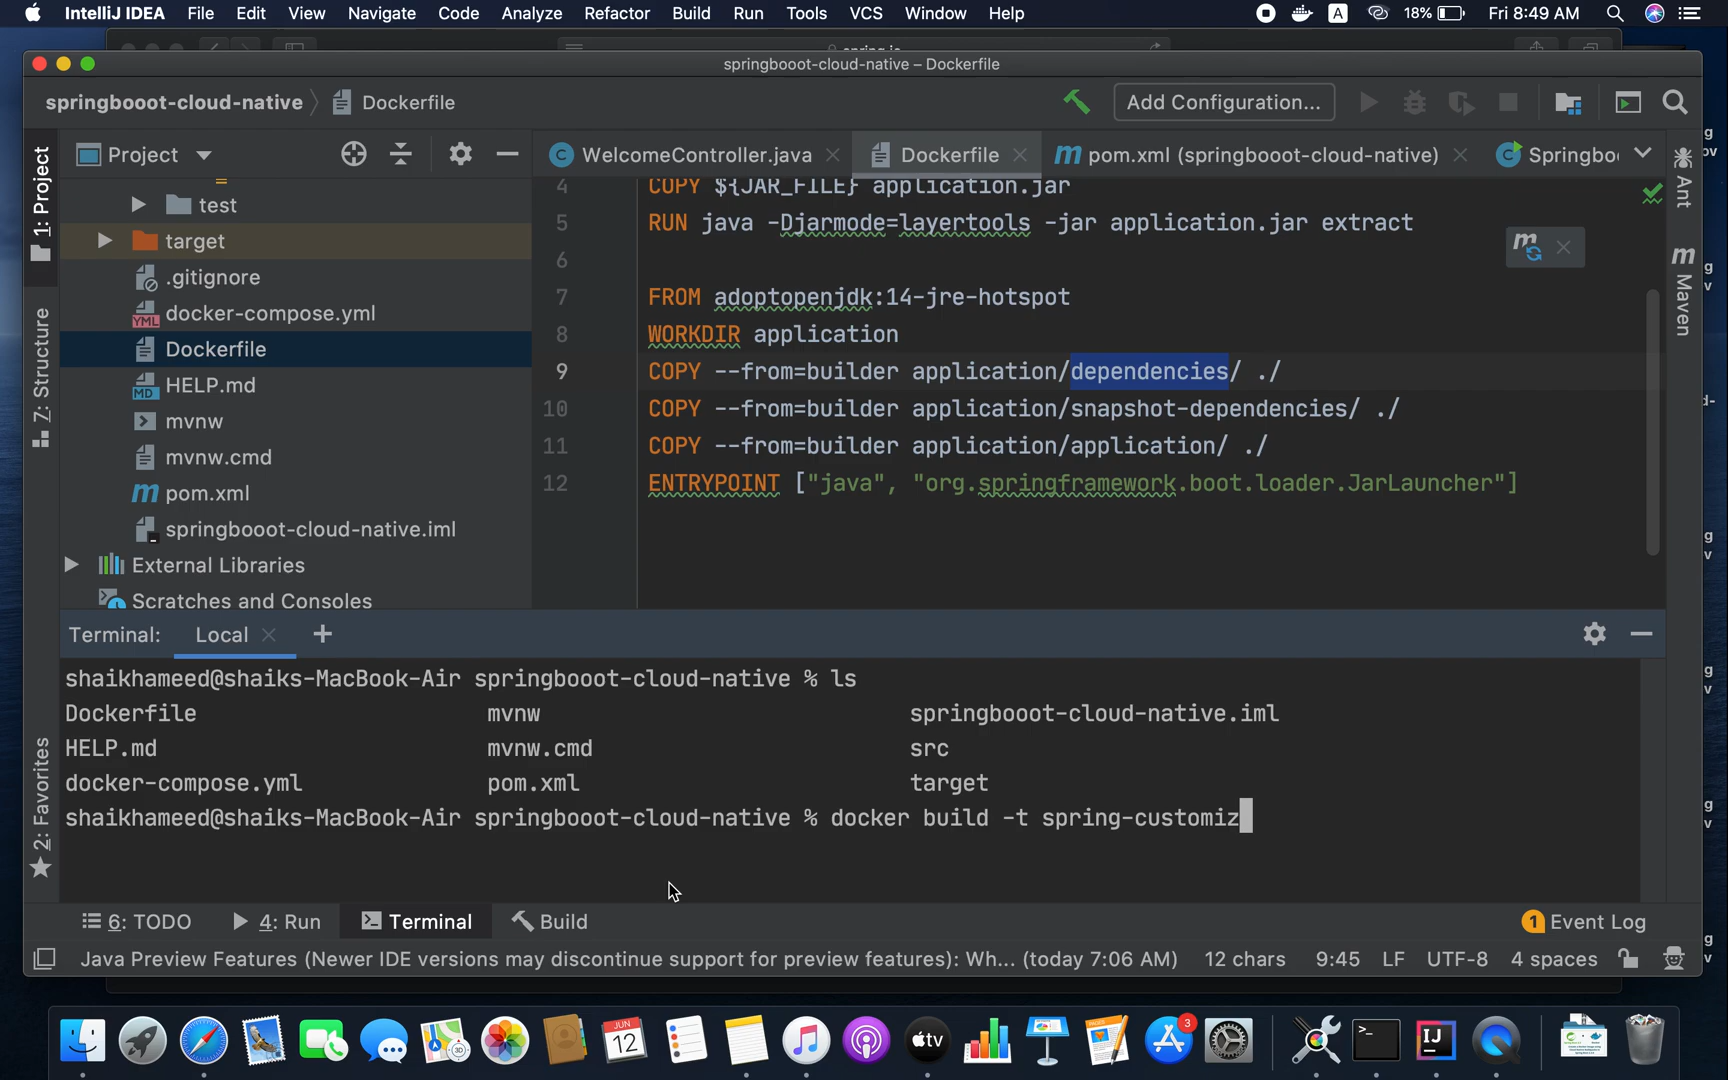 IntelliJ IDEA File Edit View Navigate Code Analyze Refactor Build Run Tools VCS Window Help A 18% Fri 8:49 AM
springbooot-cloud-native – Dockerfile
springbooot-cloud-native Dockerfile Add Configuration...
Project WelcomeController.java Dockerfile pom.xml (springbooot-cloud-native)
1: Project
7: Structure
2: Favorites
test
target
.gitignore
docker-compose.yml
Dockerfile
HELP.md
mvnw
mvnw.cmd
pom.xml
springbooot-cloud-native.iml
External Libraries
Scratches and Consoles
4 COPY ${JAR_FILE} application.jar
5 RUN java -Djarmode=layertools -jar application.jar extract
6
7 FROM adoptopenjdk:14-jre-hotspot
8 WORKDIR application
9 COPY --from=builder application/dependencies/ ./
10 COPY --from=builder application/snapshot-dependencies/ ./
11 COPY --from=builder application/application/ ./
12 ENTRYPOINT ["java", "org.springframework.boot.loader.JarLauncher"]
Ant
Maven
Terminal: Local +
shaikhameed@shaiks-MacBook-Air springbooot-cloud-native % ls
Dockerfile mvnw springbooot-cloud-native.iml
HELP.md mvnw.cmd src
docker-compose.yml pom.xml target
shaikhameed@shaiks-MacBook-Air springbooot-cloud-native % docker build -t spring-customiz
6: TODO 4: Run Terminal Build 1 Event Log
Java Preview Features (Newer IDE versions may discontinue support for preview features): Wh... (today 7:06 AM) 12 chars 9:45 LF UTF-8 4 spaces
JUN
12
tv
3
IJ